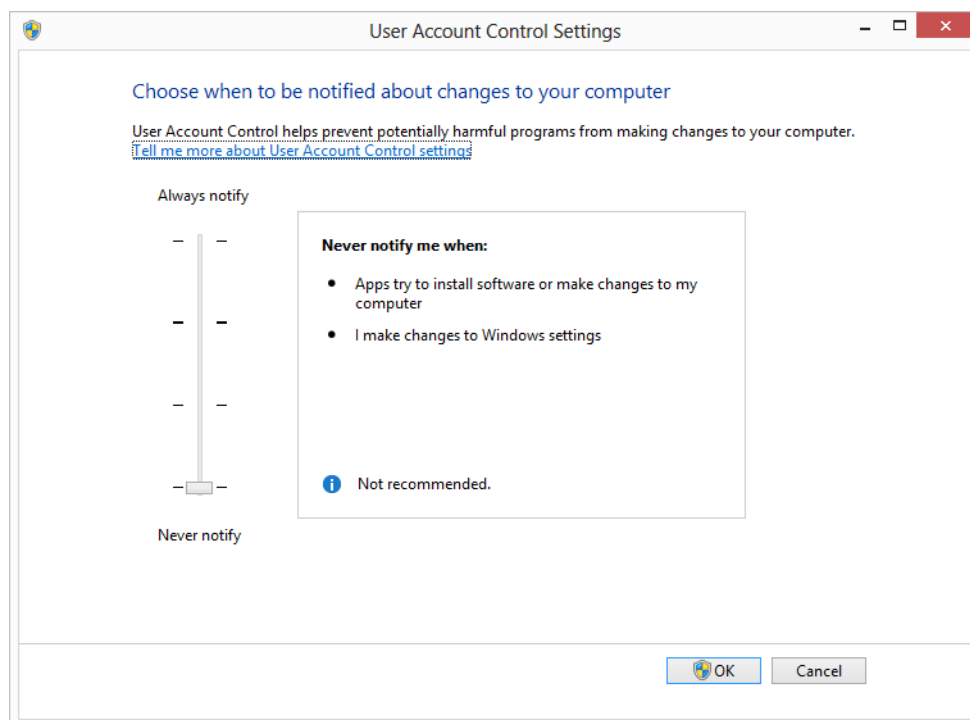 User Account Control Settings
Choose when to be notified about changes to your computer
User Account Control helps prevent potentially harmful programs from making changes to your computer.
Tell me more about User Account Control settings
Always notify
Never notify me when:
Apps try to install software or make changes to my
computer
I make changes to Windows settings
Not recommended.
Never notify
OK
Cancel